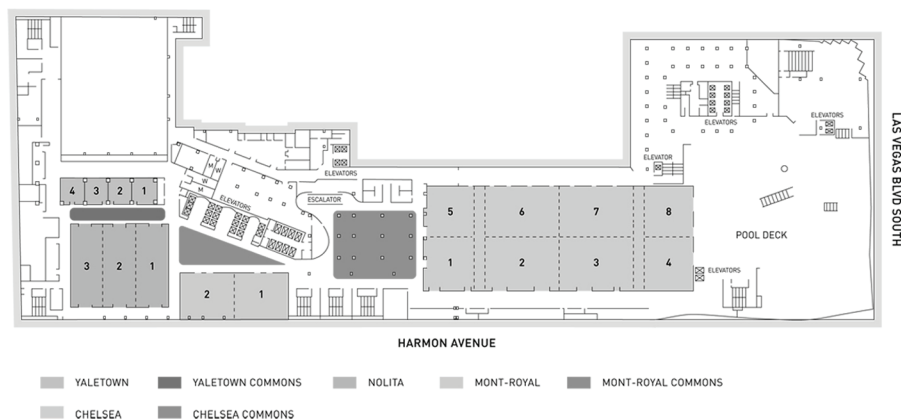 ELEVATORS
ELEVATORS
ELEVATORS
ELEVATOR
M
W
W
M
4 3 2 1
ELEVATORS
ESCALATOR
5 6 7 8
LAS VEGAS BLVD SOUTH
POOL DECK
3 2 1
1 2 3 4
ELEVATORS
2 1
HARMON AVENUE
YALETOWN YALETOWN COMMONS NOLITA MONT-ROYAL MONT-ROYAL COMMONS
CHELSEA CHELSEA COMMONS